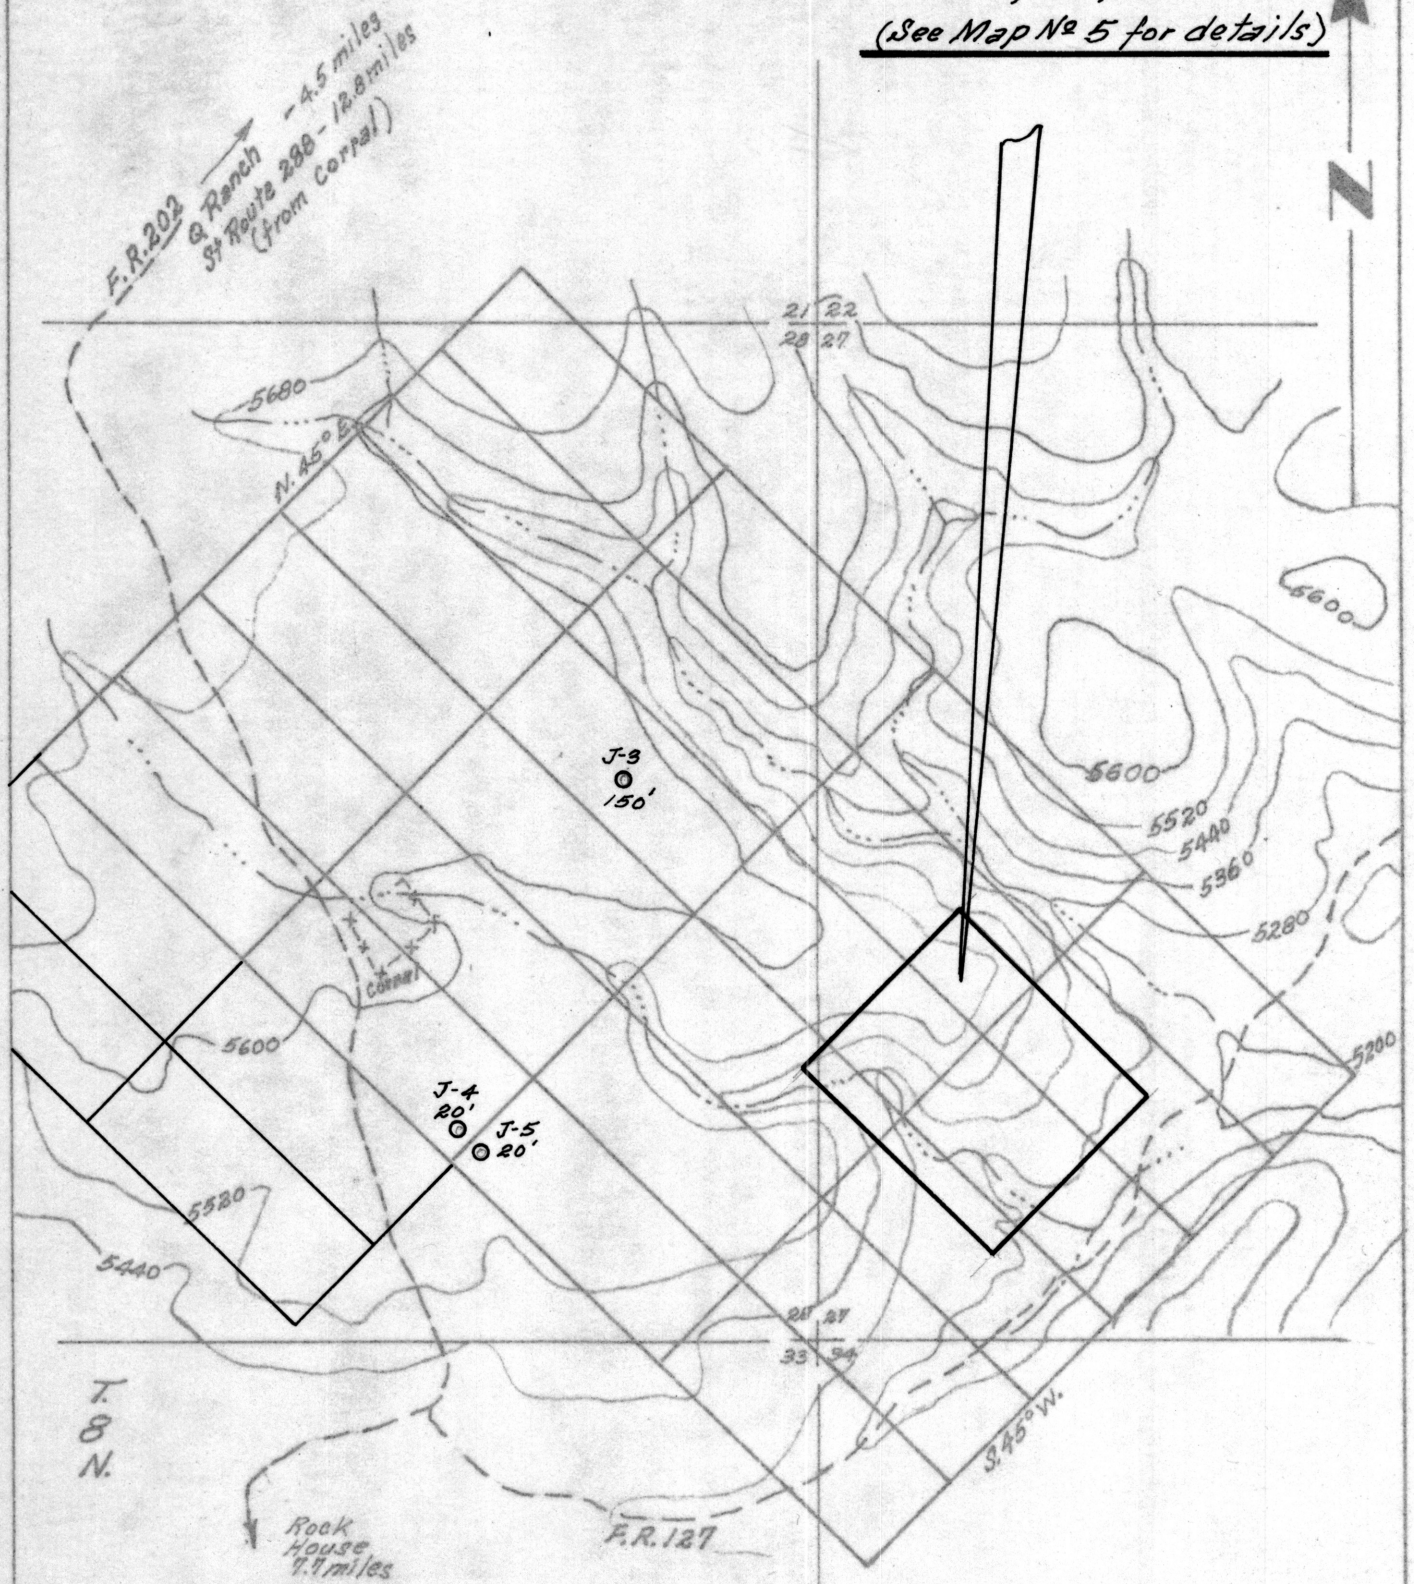 (See Map Nº 5 for details)
N
F.R. 202
Q Ranch - 4.5 miles
St Route 288 - 12.8 miles
(from Corral)
21 22
28 27
5680
N. 45° E.
5600
J-3
150'
5600
5520
5440
5360
5280
Corral
5600
5200
J-4
20'
J-5
20'
5520
5440
28 27
33 34
T.
8
N.
S. 45° W.
Rock
House
7.7 miles
F.R. 127